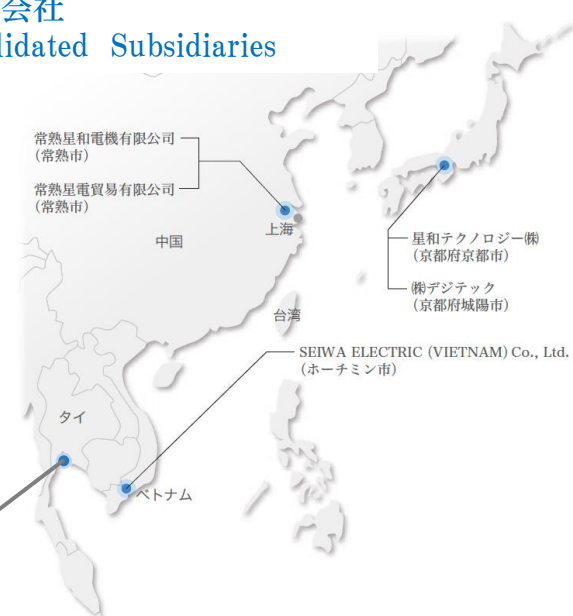 会社
lidated Subsidiaries
常熟星和電機有限公司
(常熟市)
常熟星電貿易有限公司
(常熟市)
上海
中国
星和テクノロジー㈱
(京都府京都市)
㈱デジテック
(京都府城陽市)
台湾
SEIWA ELECTRIC (VIETNAM) Co., Ltd.
(ホーチミン市)
タイ
ベトナム